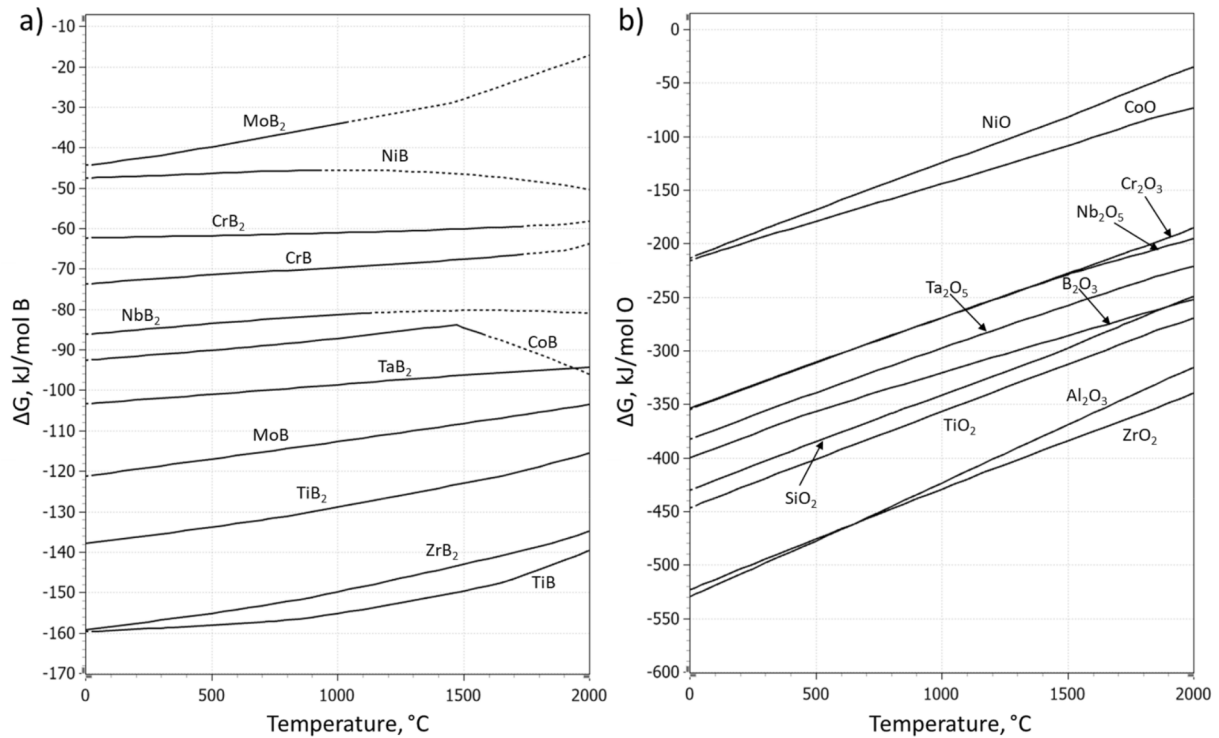 a)
-10
-20
-30
-40
-50
-60
-70
-80
-90
-100
-110
-120
-130
-140
-150
-160
-170
ΔG, kJ/mol B
MoB₂
NiB
CrB₂
CrB
NbB₂
CoB
TaB₂
MoB
TiB₂
ZrB₂
TiB
0 500 1000 1500 2000
Temperature, °C
b)
0
-50
-100
-150
-200
-250
-300
-350
-400
-450
-500
-550
-600
ΔG, kJ/mol O
NiO
CoO
Cr₂O₃
Nb₂O₅
Ta₂O₅
B₂O₃
Al₂O₃
TiO₂
ZrO₂
SiO₂
0 500 1000 1500 2000
Temperature, °C